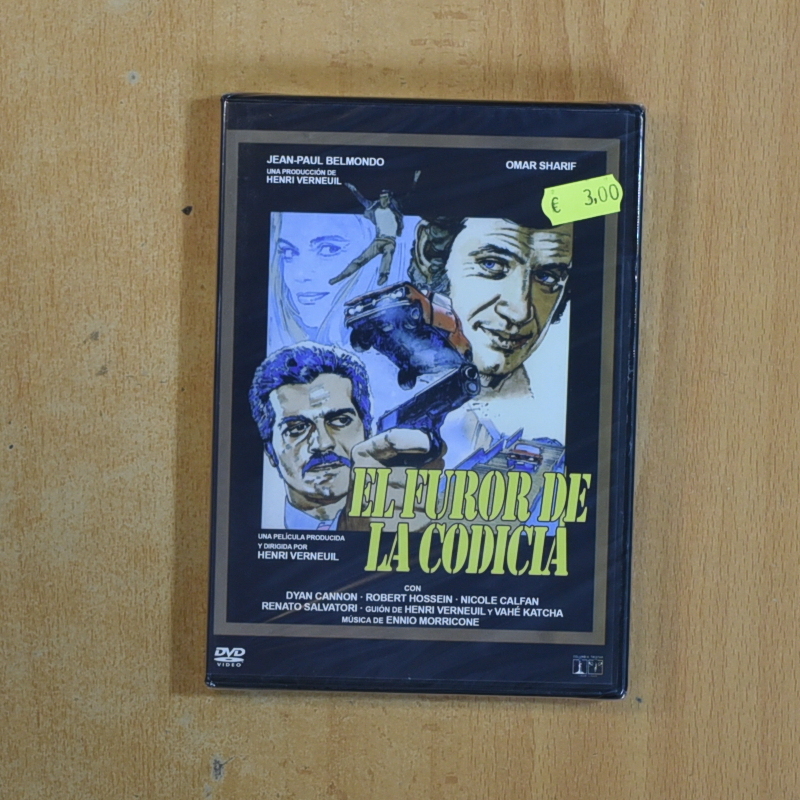 JEAN-PAUL BELMONDO
OMAR SHARIF
UNA PRODUCCIÓN DE
HENRI VERNEUIL
€ 3,00
EL FUROR DE
LA CODICIA
UNA PELÍCULA PRODUCIDA
Y DIRIGIDA POR
HENRI VERNEUIL
CON
DYAN CANNON · ROBERT HOSSEIN · NICOLE CALFAN
RENATO SALVATORI · GUIÓN DE HENRI VERNEUIL Y VAHÉ KATCHA
MÚSICA DE ENNIO MORRICONE
DVD
VIDEO